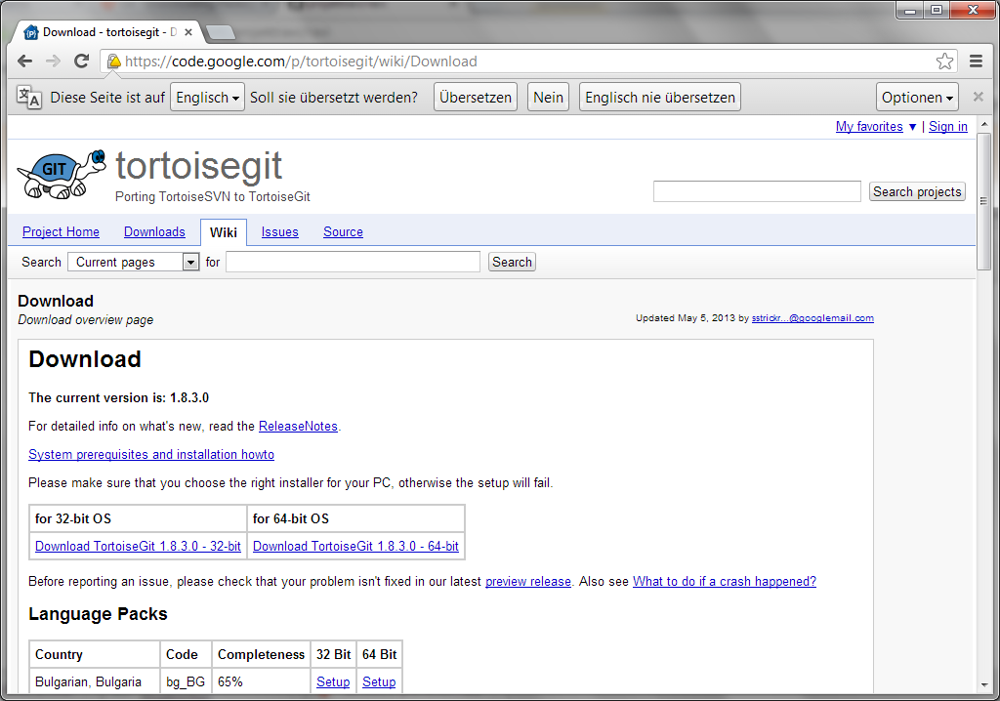 Download - tortoisegit - D
https://code.google.com/p/tortoisegit/wiki/Download
Diese Seite ist auf Englisch Soll sie übersetzt werden? Übersetzen Nein Englisch nie übersetzen Optionen
My favorites ▼ | Sign in
GIT
tortoisegit
Porting TortoiseSVN to TortoiseGit
Search projects
Project Home Downloads Wiki Issues Source
Search Current pages for Search
Download
Download overview page
Updated May 5, 2013 by sstrickr...@googlemail.com
Download
The current version is: 1.8.3.0
For detailed info on what's new, read the ReleaseNotes.
System prerequisites and installation howto
Please make sure that you choose the right installer for your PC, otherwise the setup will fail.
for 32-bit OS for 64-bit OS
Download TortoiseGit 1.8.3.0 - 32-bit Download TortoiseGit 1.8.3.0 - 64-bit
Before reporting an issue, please check that your problem isn't fixed in our latest preview release. Also see What to do if a crash happened?
Language Packs
Country Code Completeness 32 Bit 64 Bit
Bulgarian, Bulgaria bg_BG 65% Setup Setup